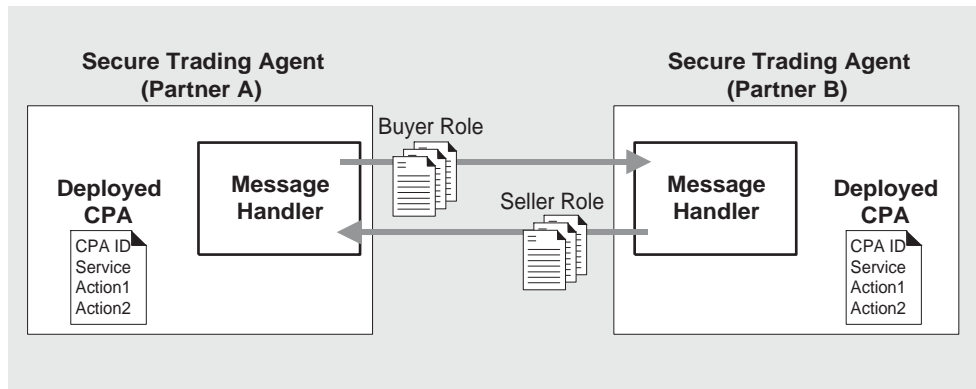 Secure Trading Agent
(Partner A)
Secure Trading Agent
(Partner B)
Buyer Role
Deployed
CPA
Message
Handler
CPA ID
Service
Action1
Action2
Seller Role
Message
Handler
Deployed
CPA
CPA ID
Service
Action1
Action2